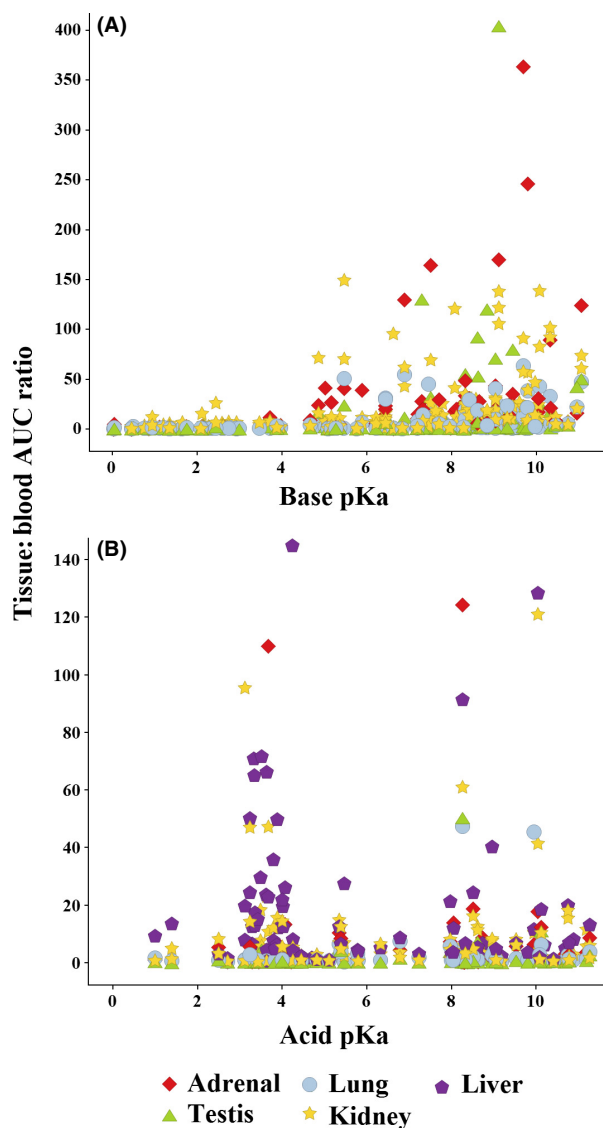 (A)
400
350
300
250
200
150
100
50
0
0 2 4 6 8 10
Base pKa
Tissue: blood AUC ratio
(B)
140
120
100
80
60
40
20
0
0 2 4 6 8 10
Acid pKa
Adrenal Lung Liver
Testis Kidney